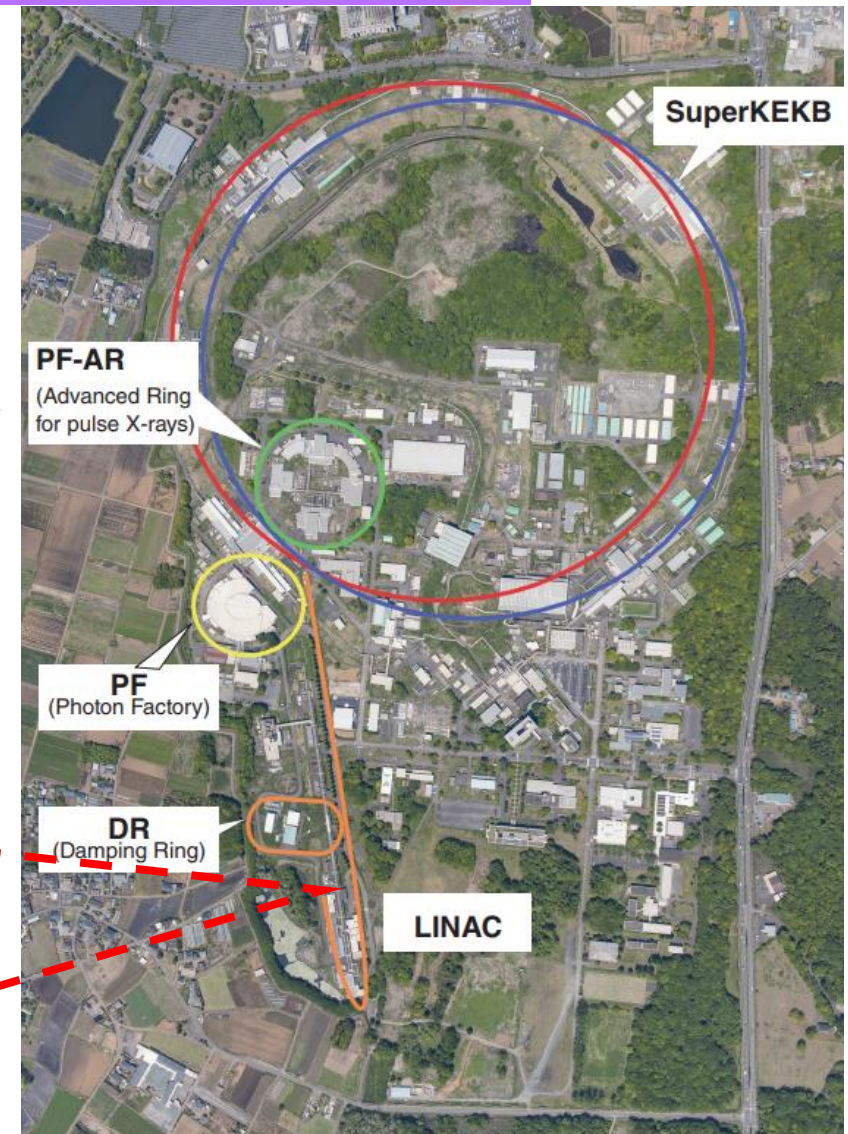 SuperKEKB
PF-AR
(Advanced Ring
for pulse X-rays)
PF
(Photon Factory)
DR
(Damping Ring)
LINAC